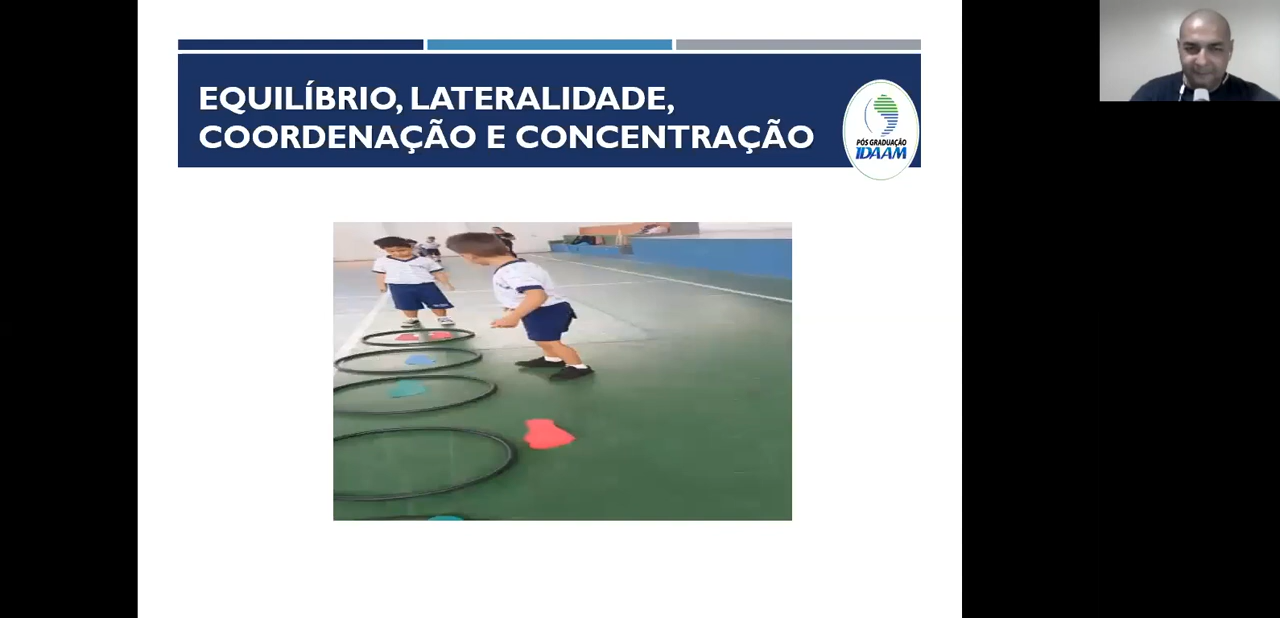 EQUILÍBRIO, LATERALIDADE,
COORDENAÇÃO E CONCENTRAÇÃO
PÓS GRADUAÇÃO
IDAAM